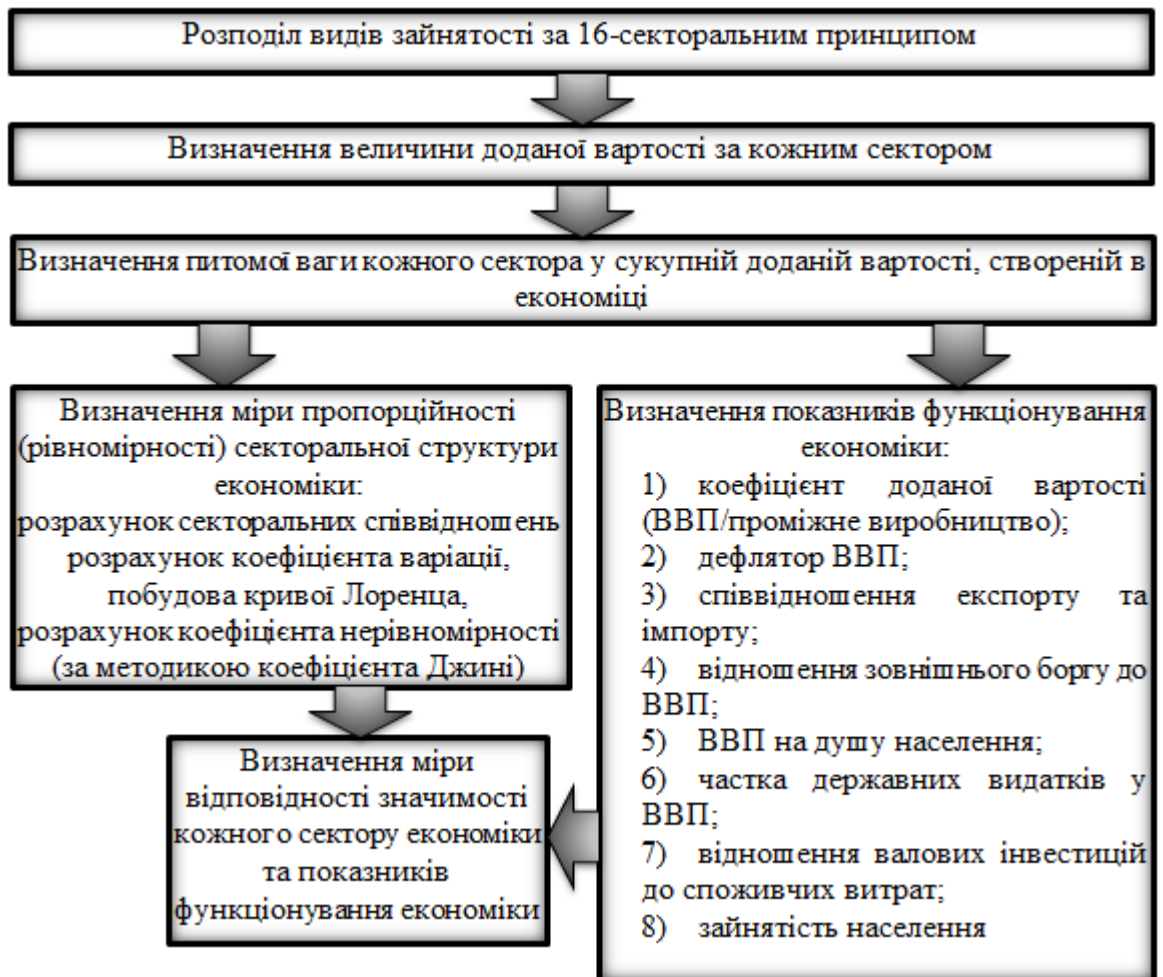 Розподіл видів зайнятості за 16-секторальним принципом
Визначення величини доданої вартості за кожним сектором
Визначення питомої ваги кожного сектора у сукупній доданій вартості, створеній в
економіці
Визначення міри пропорційності
(рівномірності) секторальної структури
економіки:
розрахунок секторальних співвідношень
розрахунок коефіцієнта варіації,
побудова кривої Лоренца,
розрахунок коефіцієнта нерівномірності
(за методикою коефіцієнта Джині)
Визначення показників функціонування
економіки:
1) коефіцієнт доданої вартості
(ВВП/проміжне виробництво);
2) дефлятор ВВП;
3) співвідношення експорту та
імпорту;
4) відношення зовнішнього боргу до
ВВП;
5) ВВП на душу населення;
6) частка державних видатків у
ВВП;
7) відношення валових інвестицій
до споживчих витрат;
8) зайнятість населення
Визначення міри
відповідності значимості
кожного сектору економіки
та показників
функціонування економіки